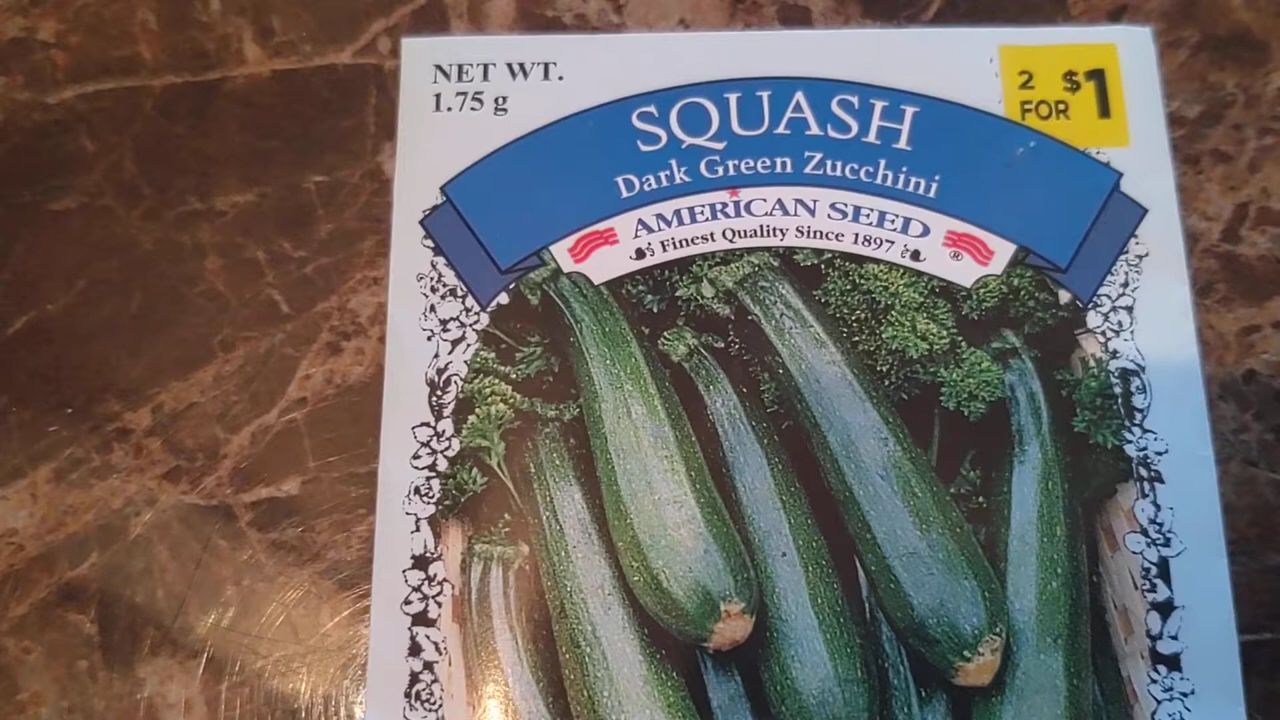 NET WT.
1.75 g
2 FOR $1
SQUASH
Dark Green Zucchini
AMERICAN SEED
Finest Quality Since 1897
®